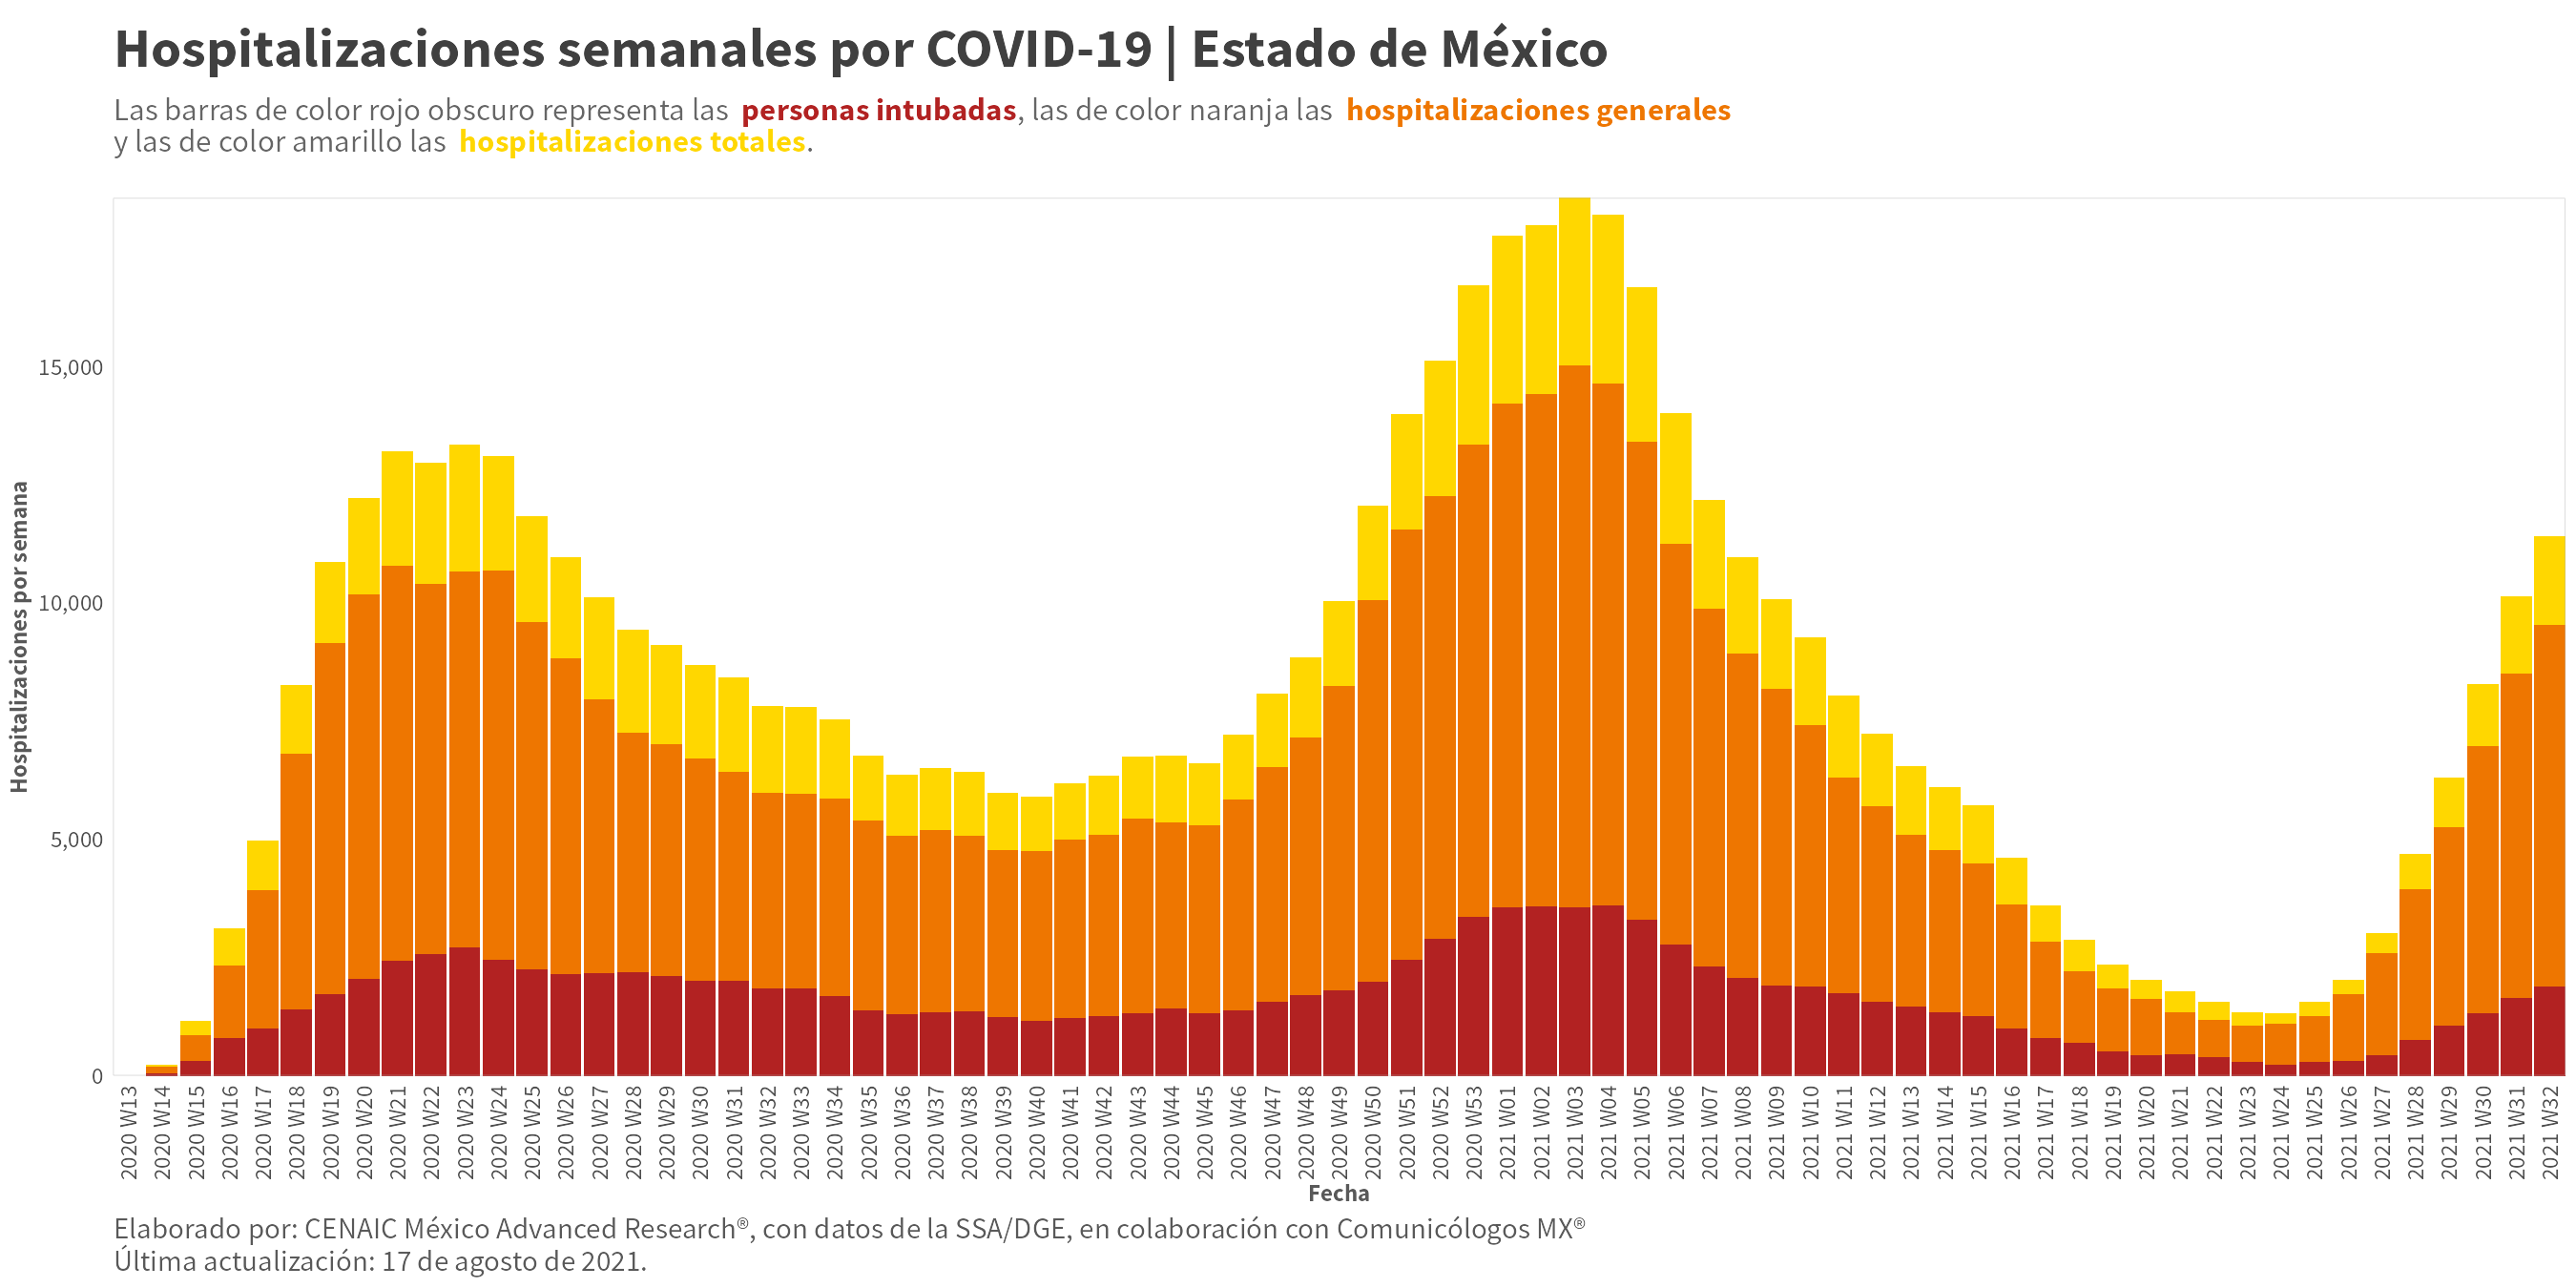 Hospitalizaciones semanales por COVID-19 | Estado de México
Las barras de color rojo obscuro representa las personas intubadas, las de color naranja las hospitalizaciones generales
y las de color amarillo las hospitalizaciones totales.
Hospitalizaciones por semana
15,000
10,000
5,000
0
2020 W13
2020 W14
2020 W15
2020 W16
2020 W17
2020 W18
2020 W19
2020 W20
2020 W21
2020 W22
2020 W23
2020 W24
2020 W25
2020 W26
2020 W27
2020 W28
2020 W29
2020 W30
2020 W31
2020 W32
2020 W33
2020 W34
2020 W35
2020 W36
2020 W37
2020 W38
2020 W39
2020 W40
2020 W41
2020 W42
2020 W43
2020 W44
2020 W45
2020 W46
2020 W47
2020 W48
2020 W49
2020 W50
2020 W51
2020 W52
2020 W53
2021 W01
2021 W02
2021 W03
2021 W04
2021 W05
2021 W06
2021 W07
2021 W08
2021 W09
2021 W10
2021 W11
2021 W12
2021 W13
2021 W14
2021 W15
2021 W16
2021 W17
2021 W18
2021 W19
2021 W20
2021 W21
2021 W22
2021 W23
2021 W24
2021 W25
2021 W26
2021 W27
2021 W28
2021 W29
2021 W30
2021 W31
2021 W32
Fecha
Elaborado por: CENAIC México Advanced Research®, con datos de la SSA/DGE, en colaboración con Comunicólogos MX®
Última actualización: 17 de agosto de 2021.